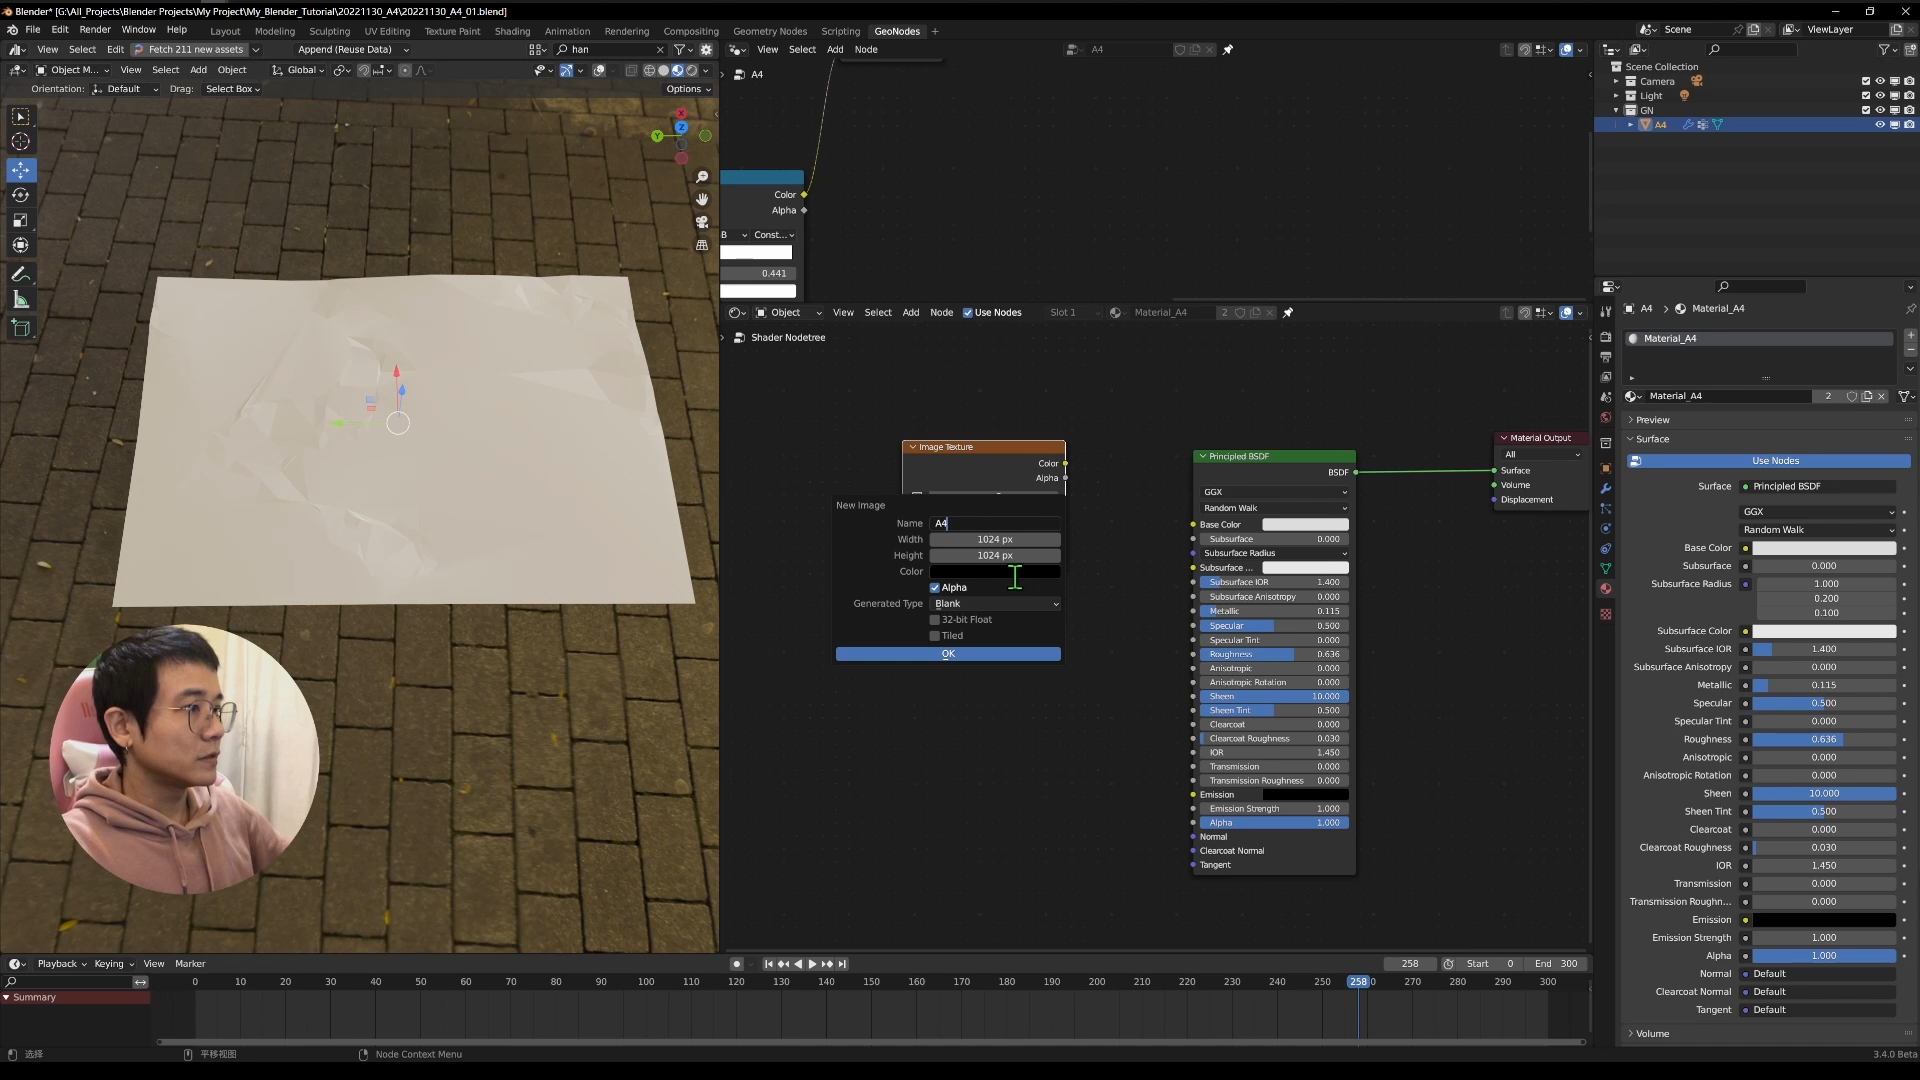 Blender* [G:\All_Projects\Blender Projects\My Project\My_Blender_Tutorial\20221130_A4\20221130_A4_01.blend]
File Edit Render Window Help Layout Modeling Sculpting UV Editing Texture Paint Shading Animation Rendering Compositing Geometry Nodes Scripting GeoNodes + Scene ViewLayer
View Select Edit Fetch 211 new assets Append (Reuse Data) han View Select Add Node A4
Object M... View Select Add Object Global
Orientation: Default Drag: Select Box Options
A4
Scene Collection
Camera
Light
GN
A4
X
Y
Z
Color
Alpha
B Const...
0.441
Object View Select Add Node Use Nodes Slot 1 Material_A4 2
Shader Nodetree
Image Texture
Color
Alpha
New Image
Name A4
Width 1024 px
Height 1024 px
Color
Alpha
Generated Type Blank
32-bit Float
Tiled
OK
Principled BSDF
BSDF
GGX
Random Walk
Base Color
Subsurface 0.000
Subsurface Radius
Subsurface ...
Subsurface IOR 1.400
Subsurface Anisotropy 0.000
Metallic 0.115
Specular 0.500
Specular Tint 0.000
Roughness 0.636
Anisotropic 0.000
Anisotropic Rotation 0.000
Sheen 10.000
Sheen Tint 0.500
Clearcoat 0.000
Clearcoat Roughness 0.030
IOR 1.450
Transmission 0.000
Transmission Roughness 0.000
Emission
Emission Strength 1.000
Alpha 1.000
Normal
Clearcoat Normal
Tangent
Material Output
All
Surface
Volume
Displacement
A4 > Material_A4
Material_A4
Material_A4 2
Preview
Surface
Use Nodes
Surface Principled BSDF
GGX
Random Walk
Base Color
Subsurface 0.000
Subsurface Radius 1.000
0.200
0.100
Subsurface Color
Subsurface IOR 1.400
Subsurface Anisotropy 0.000
Metallic 0.115
Specular 0.500
Specular Tint 0.000
Roughness 0.636
Anisotropic 0.000
Anisotropic Rotation 0.000
Sheen 10.000
Sheen Tint 0.500
Clearcoat 0.000
Clearcoat Roughness 0.030
IOR 1.450
Transmission 0.000
Transmission Roughn... 0.000
Emission
Emission Strength 1.000
Alpha 1.000
Normal Default
Clearcoat Normal Default
Tangent Default
Volume
Playback Keying View Marker 258 Start 0 End 300
0 10 20 30 40 50 60 70 80 90 100 110 120 130 140 150 160 170 180 190 200 210 220 230 240 250 258 0 270 280 290 300
Summary
选择 平移视图 Node Context Menu 3.4.0 Beta